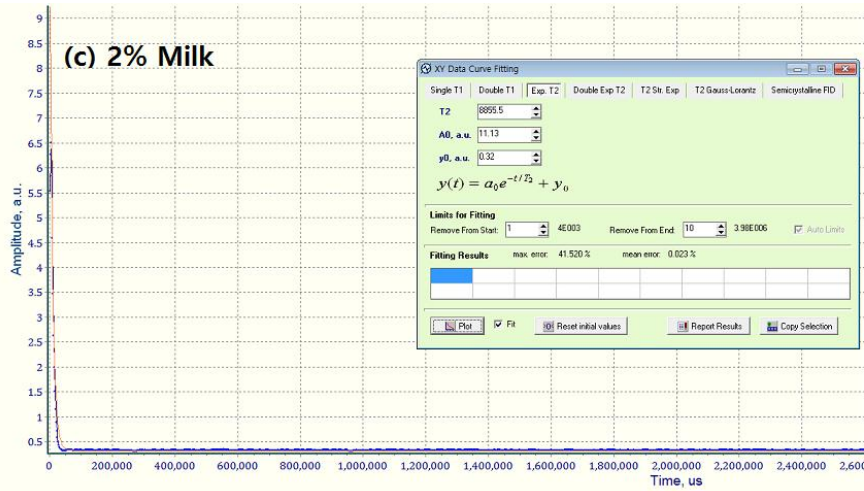 (c) 2% Milk
Amplitude, a.u.
9
8.5
8
7.5
7
6.5
6
5.5
5
4.5
4
3.5
3
2.5
2
1.5
1
0.5
XY Data Curve Fitting
Single T1 Double T1 Exp. T2 Double Exp T2 T2 Str. Exp T2 Gauss-Lorantz Semicrystalline FID
T2 8855.5
A0, a.u. 11.13
y0, a.u. 0.32
y(t) = a₀e^{-t/T₂} + y₀
Limits for Fitting
Remove From Start: 1 4E003 Remove From End: 10 3.98E006 Auto Limits
Fitting Results max. error: 41.520 % mean error: 0.023 %
Plot Fit Reset initial values Report Results Copy Selection
0 200,000 400,000 600,000 800,000 1,000,000 1,200,000 1,400,000 1,600,000 1,800,000 2,000,000 2,200,000 2,400,000
Time, us